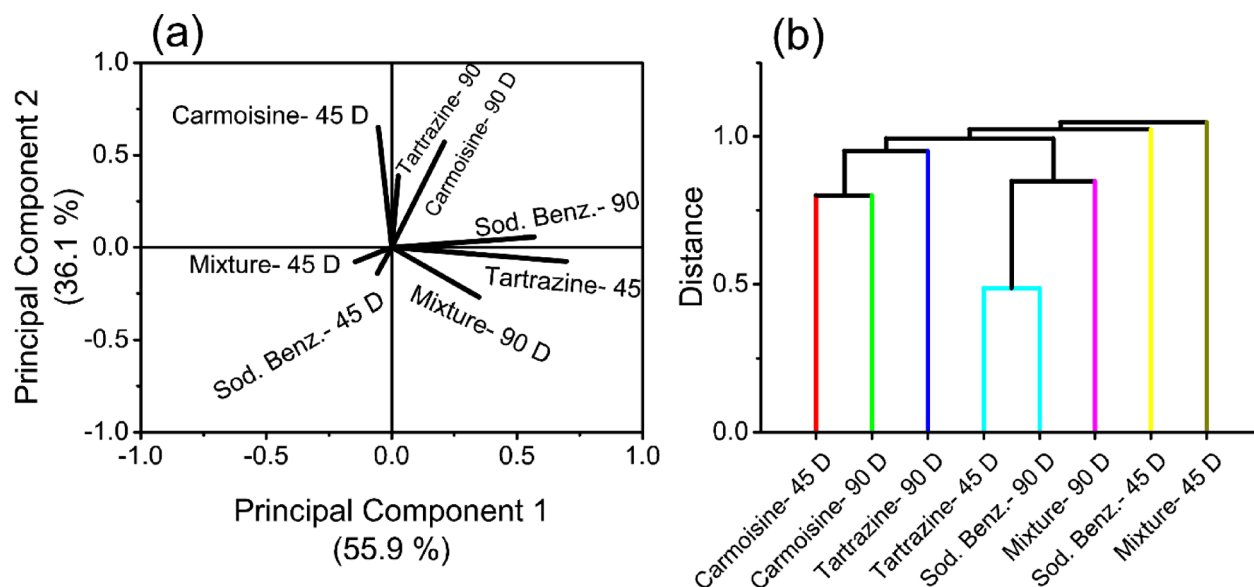 (a)
1.0
0.5
0.0
-0.5
-1.0
-1.0
-0.5
0.0
0.5
1.0
Principal Component 2
(36.1 %)
Principal Component 1
(55.9 %)
Carmoisine- 45 D
Tartrazine- 90
Carmoisine- 90 D
Sod. Benz.- 90
Tartrazine- 45
Mixture- 45 D
Mixture- 90 D
Sod. Benz.- 45 D
(b)
Distance
1.0
0.5
0.0
Carmoisine- 45 D
Carmoisine- 90 D
Tartrazine- 90 D
Tartrazine- 45 D
Sod. Benz.- 90 D
Mixture- 90 D
Sod. Benz.- 45 D
Mixture- 45 D